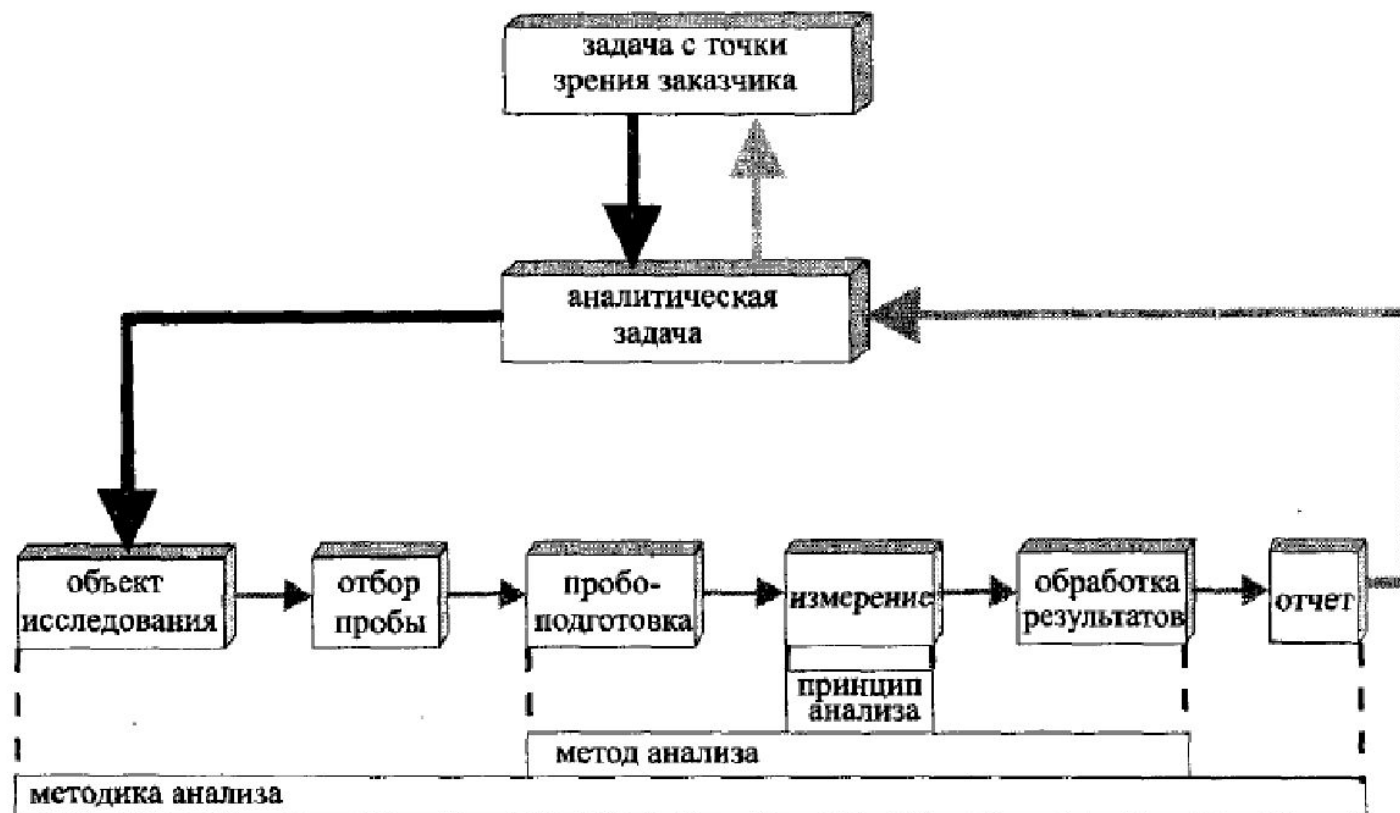 задача с точки
зрения заказчика
аналитическая
задача
объект
исследования
отбор
пробы
пробо-
подготовка
измерение
обработка
результатов
отчет
принцип
анализа
метод анализа
методика анализа